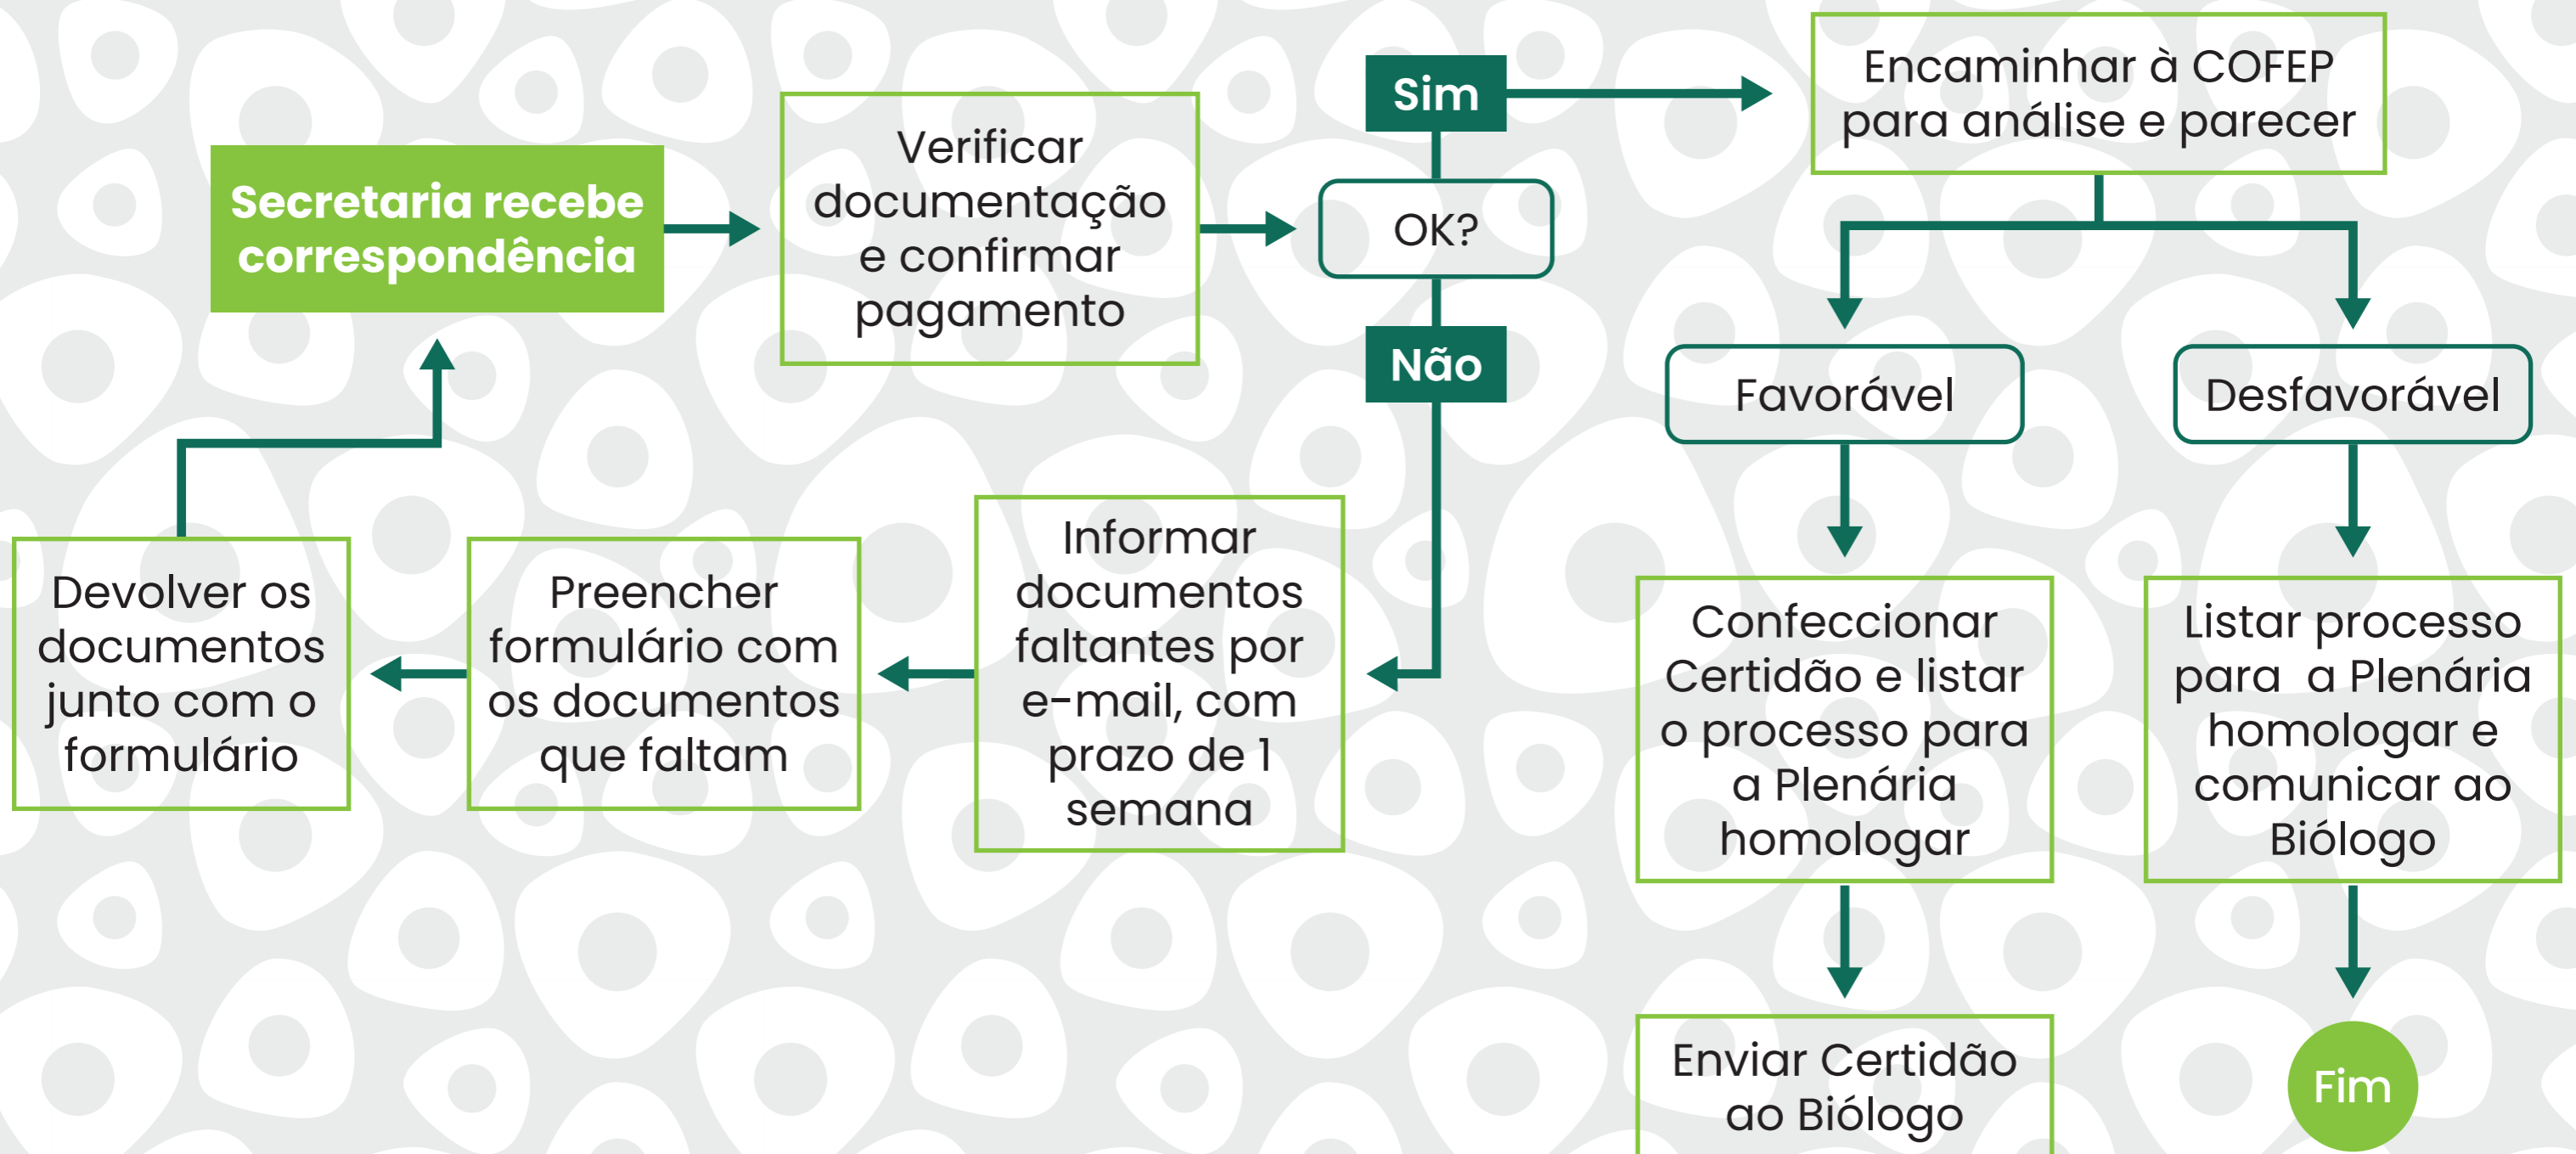 Secretaria recebe
correspondência
Verificar
documentação
e confirmar
pagamento
OK?
Sim
Não
Encaminhar à COFEP
para análise e parecer
Favorável
Desfavorável
Confeccionar
Certidão e listar
o processo para
a Plenária
homologar
Listar processo
para a Plenária
homologar e
comunicar ao
Biólogo
Enviar Certidão
ao Biólogo
Fim
Informar
documentos
faltantes por
e-mail, com
prazo de 1
semana
Preencher
formulário com
os documentos
que faltam
Devolver os
documentos
junto com o
formulário